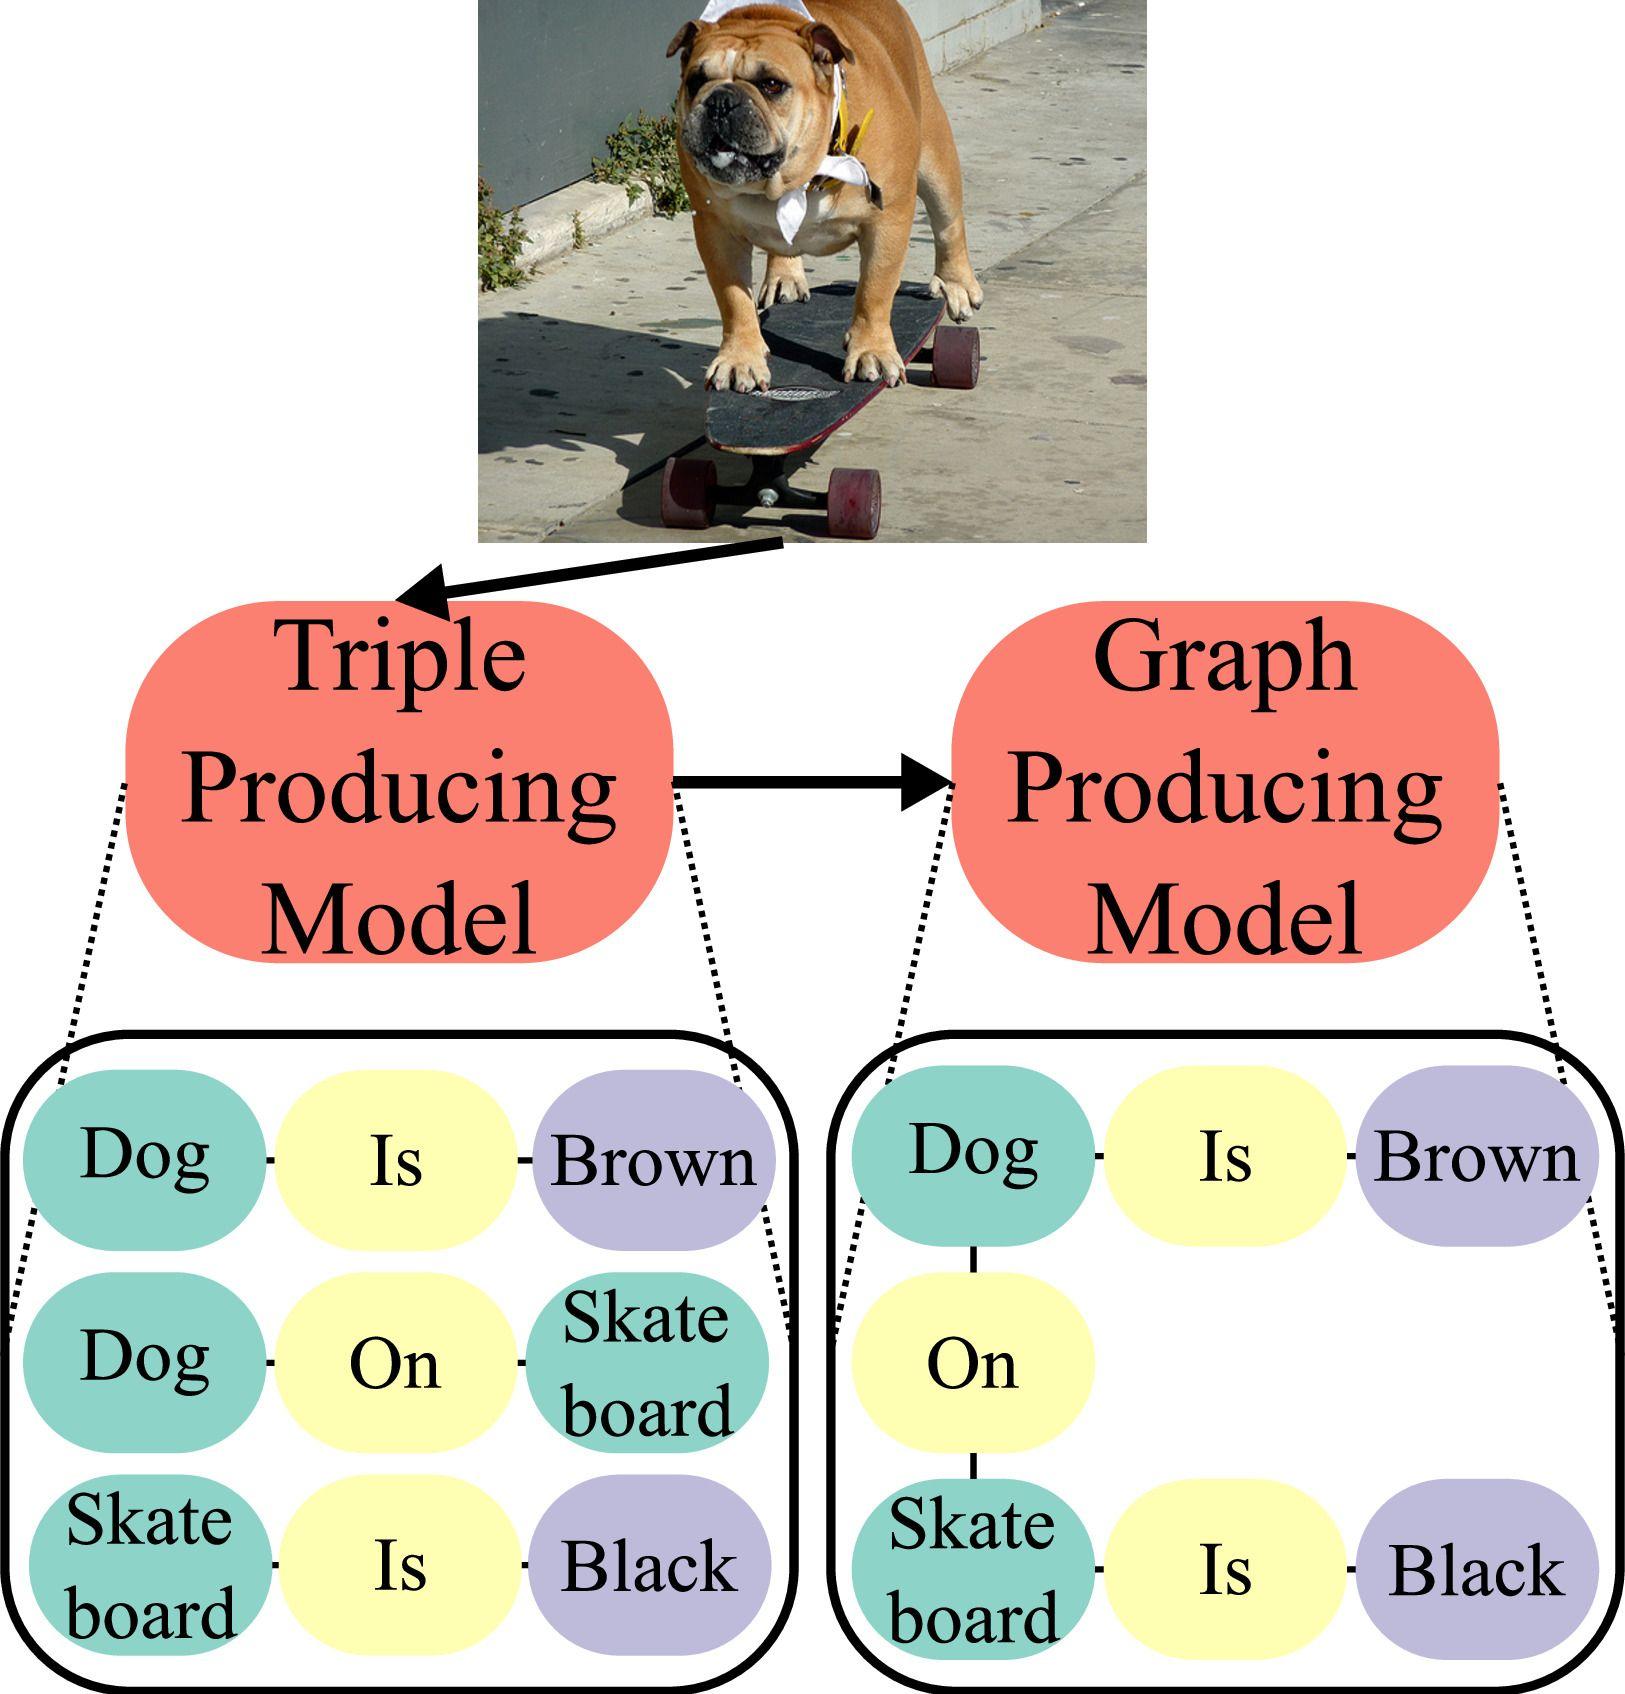 Triple
Producing
Model
Graph
Producing
Model
Dog Is Brown
Dog On Skate
board
Skate
board Is Black
Dog Is Brown
On
Skate
board Is Black